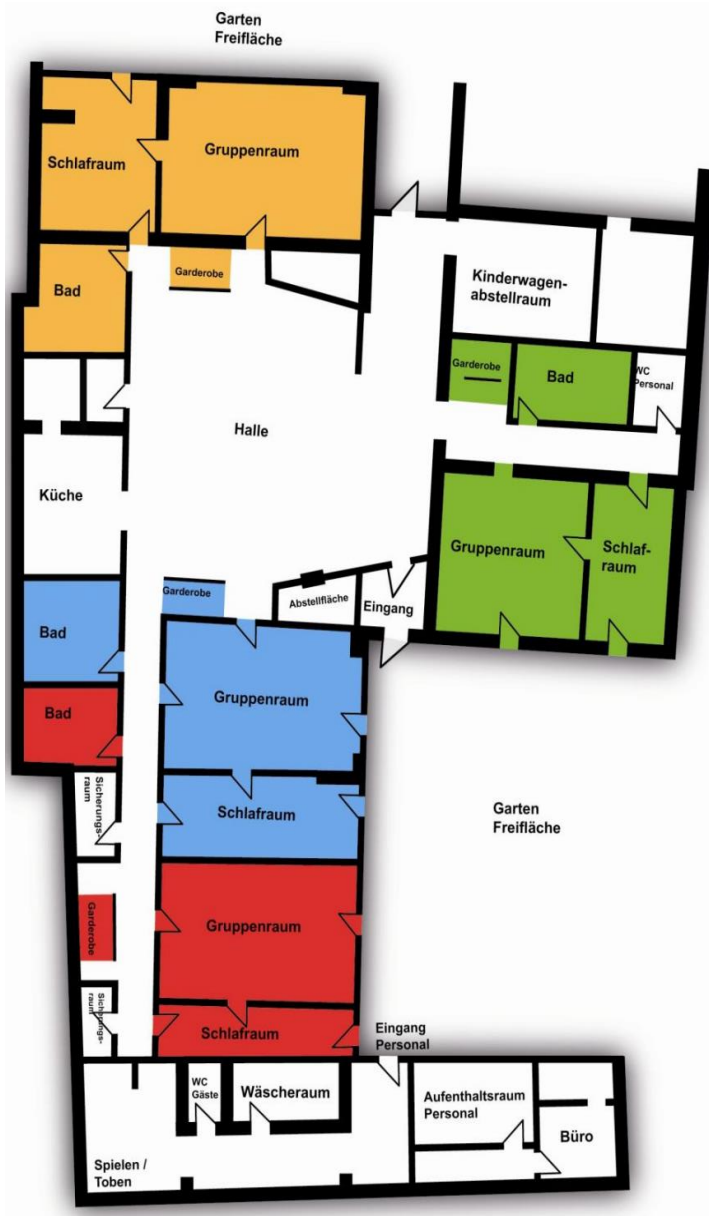 Garten
Freifläche
Schlafraum
Gruppenraum
Bad
Garderobe
Kinderwagen-
abstellraum
Garderobe
Bad
WC
Personal
Halle
Küche
Gruppenraum
Schlaf-
raum
Garderobe
Abstellfläche
Eingang
Bad
Gruppenraum
Bad
Sicherungs-
raum
Schlafraum
Garten
Freifläche
Garderobe
Gruppenraum
Sicherungs-
raum
Schlafraum
Eingang
Personal
WC
Gäste
Wäscheraum
Aufenthaltsraum
Personal
Büro
Spielen /
Toben